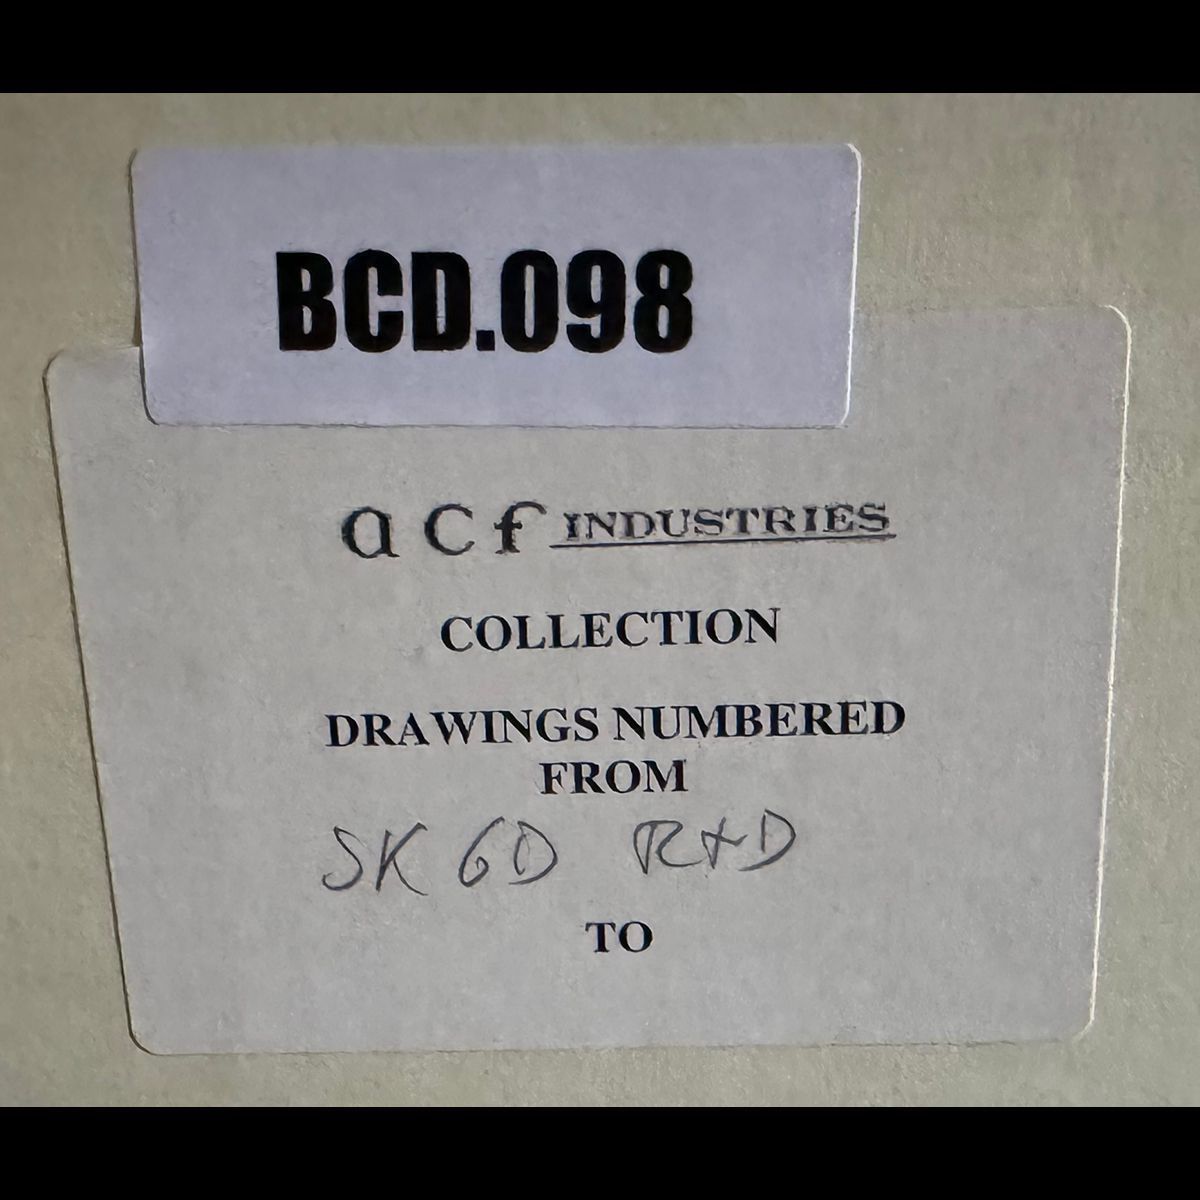 BCD.098
acf INDUSTRIES
COLLECTION
DRAWINGS NUMBERED
FROM
SK 6D R+D
TO